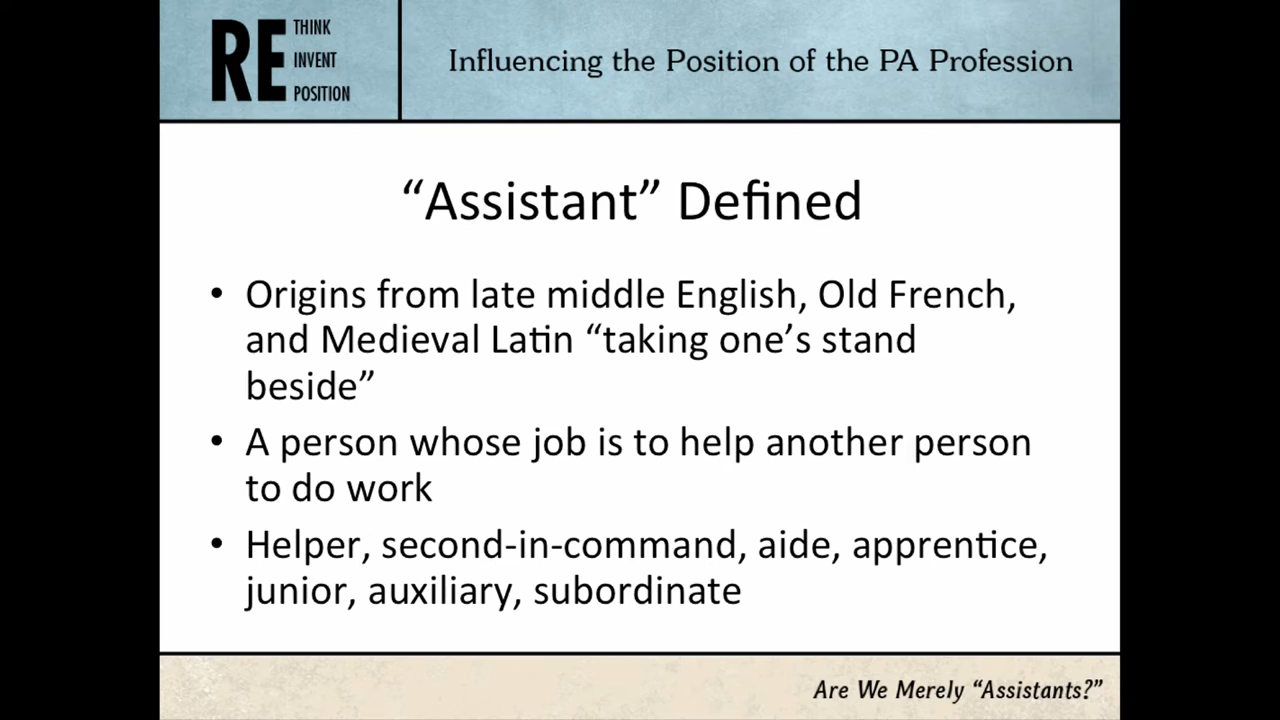 RE THINK
INVENT
POSITION
Influencing the Position of the PA Profession
“Assistant” Defined
• Origins from late middle English, Old French,
and Medieval Latin “taking one’s stand
beside”
• A person whose job is to help another person
to do work
• Helper, second-in-command, aide, apprentice,
junior, auxiliary, subordinate
Are We Merely “Assistants?”